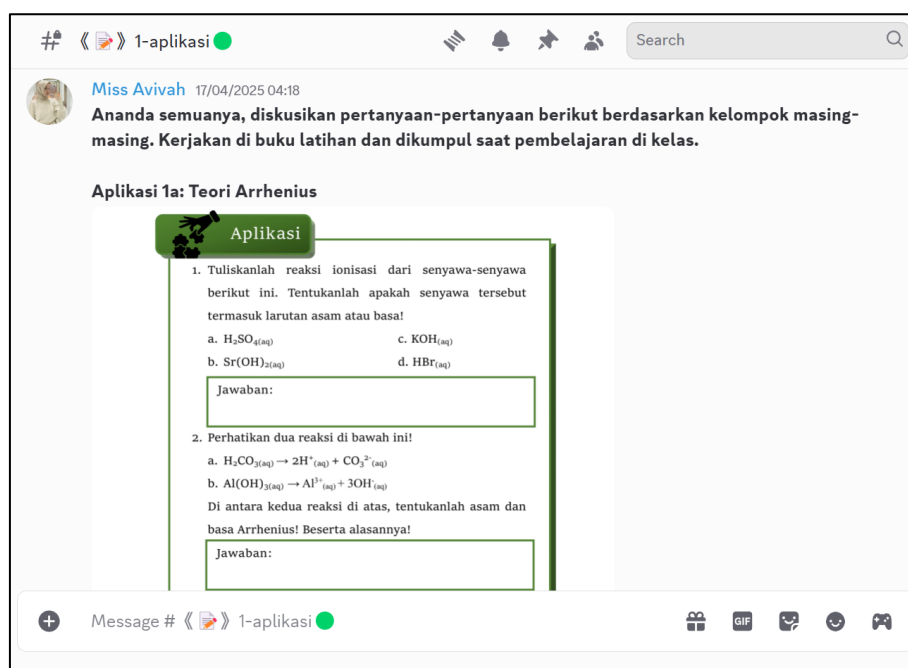 《📝》1-aplikasi🟢
Search
Miss Avivah 17/04/2025 04:18
Ananda semuanya, diskusikan pertanyaan-pertanyaan berikut berdasarkan kelompok masing-
masing. Kerjakan di buku latihan dan dikumpul saat pembelajaran di kelas.
Aplikasi 1a: Teori Arrhenius
Aplikasi
1. Tuliskanlah reaksi ionisasi dari senyawa-senyawa
berikut ini. Tentukanlah apakah senyawa tersebut
termasuk larutan asam atau basa!
a. H₂SO₄₍aq₎ c. KOH₍aq₎
b. Sr(OH)₂₍aq₎ d. HBr₍aq₎
Jawaban:
2. Perhatikan dua reaksi di bawah ini!
a. H₂CO₃₍aq₎ → 2H⁺₍aq₎ + CO₃²⁻₍aq₎
b. Al(OH)₃₍aq₎ → Al³⁺₍aq₎ + 3OH⁻₍aq₎
Di antara kedua reaksi di atas, tentukanlah asam dan
basa Arrhenius! Beserta alasannya!
Jawaban:
Message #《📝》1-aplikasi🟢
GIF